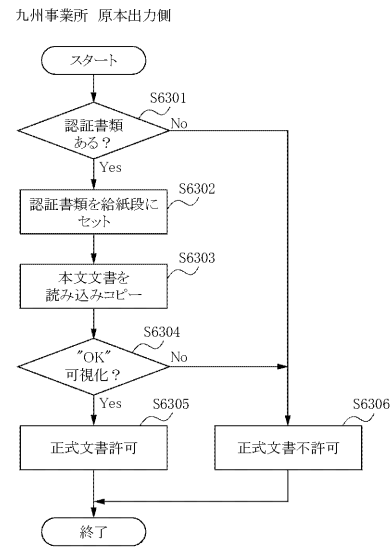 九州事業所 原本出力側
スタート
S6301
認証書類
ある？
No
Yes
S6302
認証書類を給紙段に
セット
S6303
本文文書を
読み込みコピー
S6304
"OK"
可視化？
No
Yes
S6305
正式文書許可
S6306
正式文書不許可
終了